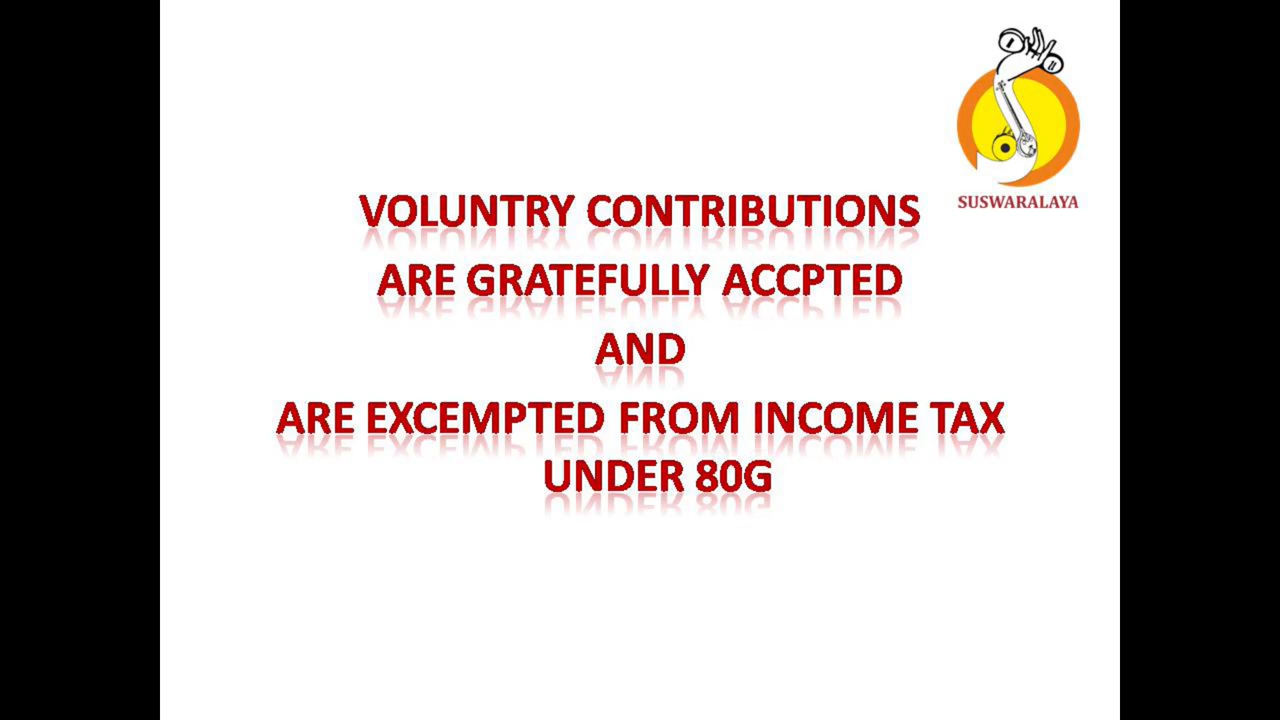 SUSWARALAYA
VOLUNTRY CONTRIBUTIONS
ARE GRATEFULLY ACCPTED
AND
ARE EXCEMPTED FROM INCOME TAX
UNDER 80G